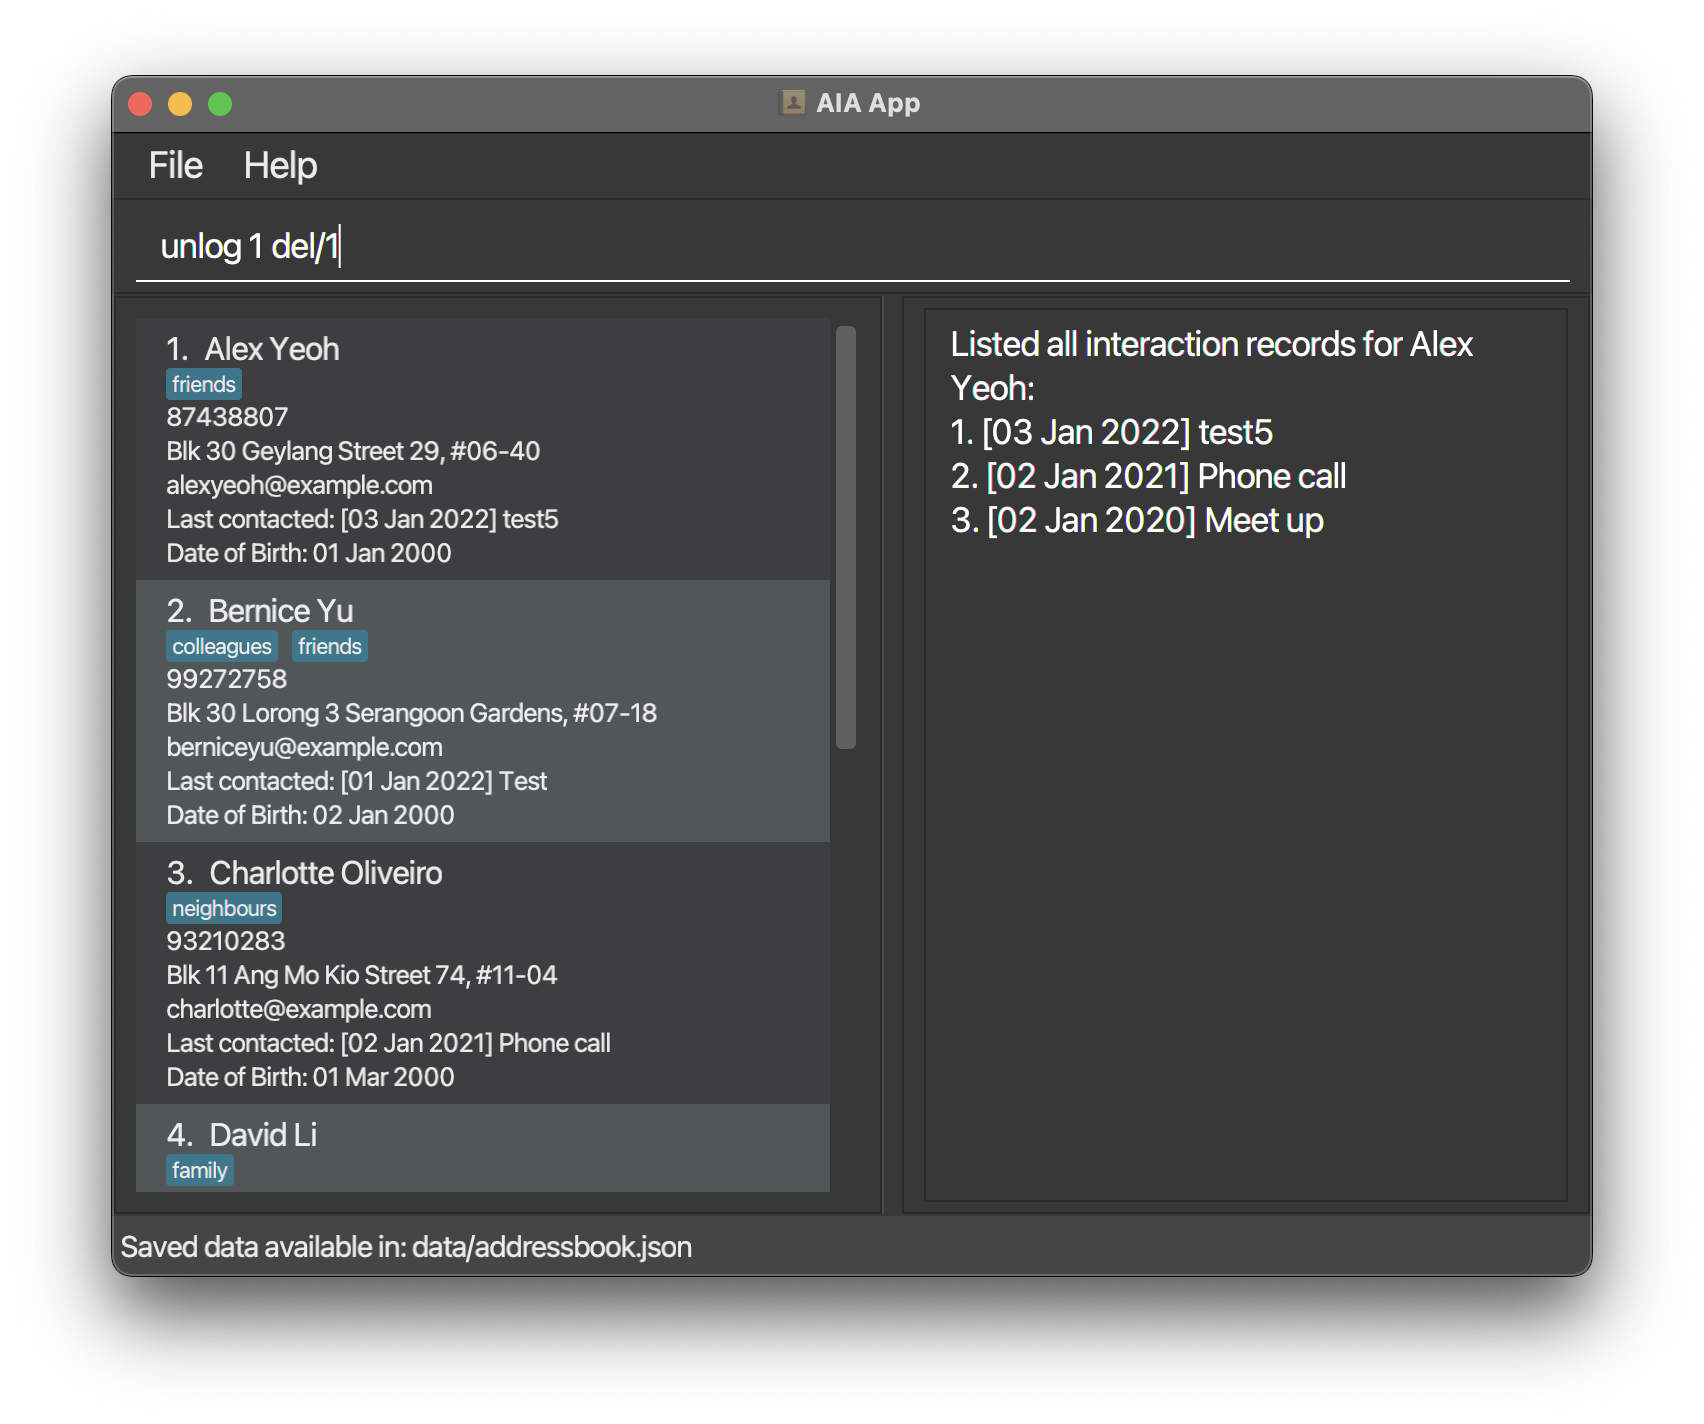 AIA App
File Help
unlog 1 del/1
1. Alex Yeoh
friends
87438807
Blk 30 Geylang Street 29, #06-40
alexyeoh@example.com
Last contacted: [03 Jan 2022] test5
Date of Birth: 01 Jan 2000
2. Bernice Yu
colleagues friends
99272758
Blk 30 Lorong 3 Serangoon Gardens, #07-18
berniceyu@example.com
Last contacted: [01 Jan 2022] Test
Date of Birth: 02 Jan 2000
3. Charlotte Oliveiro
neighbours
93210283
Blk 11 Ang Mo Kio Street 74, #11-04
charlotte@example.com
Last contacted: [02 Jan 2021] Phone call
Date of Birth: 01 Mar 2000
4. David Li
family
Listed all interaction records for Alex
Yeoh:
1. [03 Jan 2022] test5
2. [02 Jan 2021] Phone call
3. [02 Jan 2020] Meet up
Saved data available in: data/addressbook.json